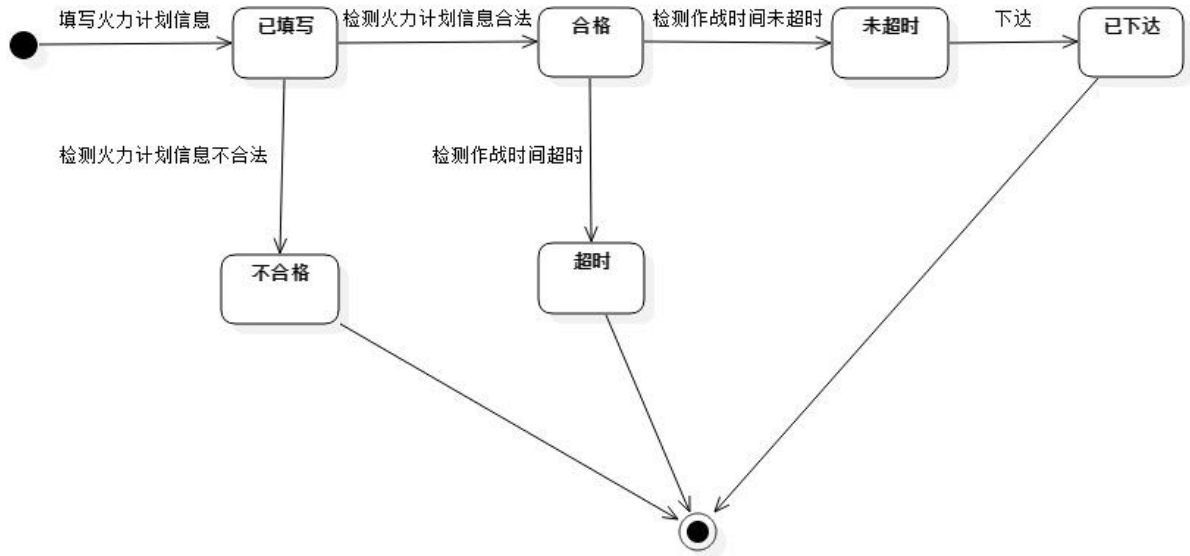 填写火力计划信息
已填写
检测火力计划信息合法
合格
检测作战时间未超时
未超时
下达
已下达
检测火力计划信息不合法
检测作战时间超时
不合格
超时